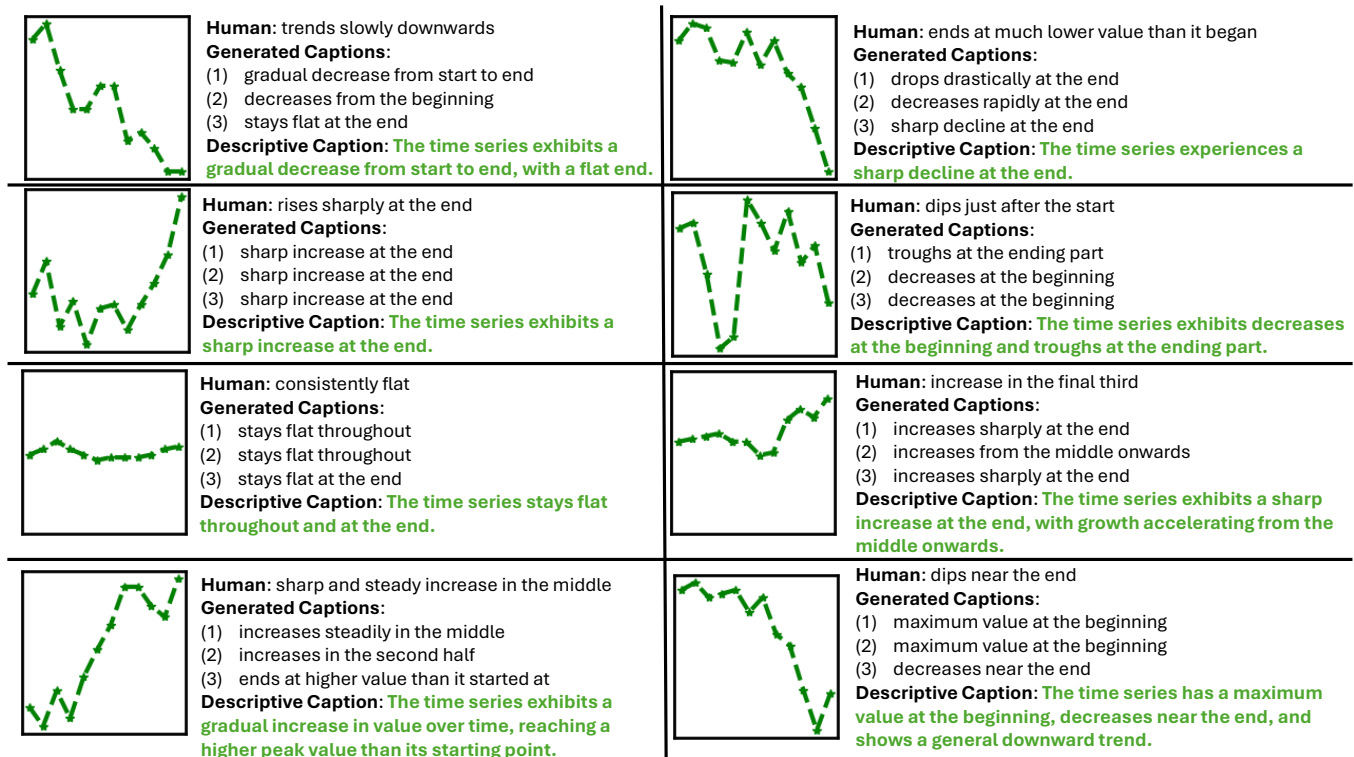 Human: trends slowly downwards
Generated Captions:
(1) gradual decrease from start to end
(2) decreases from the beginning
(3) stays flat at the end
Descriptive Caption: The time series exhibits a
gradual decrease from start to end, with a flat end.
Human: ends at much lower value than it began
Generated Captions:
(1) drops drastically at the end
(2) decreases rapidly at the end
(3) sharp decline at the end
Descriptive Caption: The time series experiences a
sharp decline at the end.
Human: rises sharply at the end
Generated Captions:
(1) sharp increase at the end
(2) sharp increase at the end
(3) sharp increase at the end
Descriptive Caption: The time series exhibits a
sharp increase at the end.
Human: dips just after the start
Generated Captions:
(1) troughs at the ending part
(2) decreases at the beginning
(3) decreases at the beginning
Descriptive Caption: The time series exhibits decreases
at the beginning and troughs at the ending part.
Human: consistently flat
Generated Captions:
(1) stays flat throughout
(2) stays flat throughout
(3) stays flat at the end
Descriptive Caption: The time series stays flat
throughout and at the end.
Human: increase in the final third
Generated Captions:
(1) increases sharply at the end
(2) increases from the middle onwards
(3) increases sharply at the end
Descriptive Caption: The time series exhibits a sharp
increase at the end, with growth accelerating from the
middle onwards.
Human: sharp and steady increase in the middle
Generated Captions:
(1) increases steadily in the middle
(2) increases in the second half
(3) ends at higher value than it started at
Descriptive Caption: The time series exhibits a
gradual increase in value over time, reaching a
higher peak value than its starting point.
Human: dips near the end
Generated Captions:
(1) maximum value at the beginning
(2) maximum value at the beginning
(3) decreases near the end
Descriptive Caption: The time series has a maximum
value at the beginning, decreases near the end, and
shows a general downward trend.